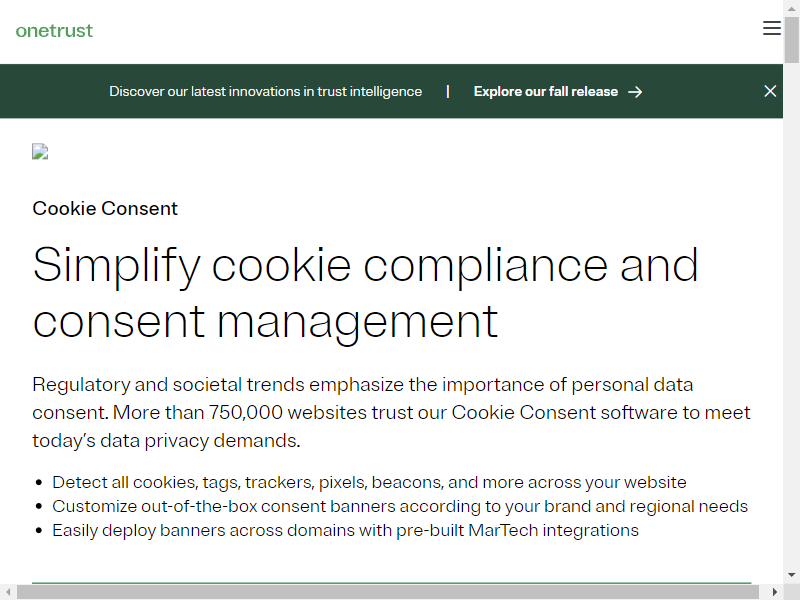 onetrust
Discover our latest innovations in trust intelligence | Explore our fall release →
Cookie Consent
Simplify cookie compliance and
consent management
Regulatory and societal trends emphasize the importance of personal data
consent. More than 750,000 websites trust our Cookie Consent software to meet
today’s data privacy demands.
• Detect all cookies, tags, trackers, pixels, beacons, and more across your website
• Customize out-of-the-box consent banners according to your brand and regional needs
• Easily deploy banners across domains with pre-built MarTech integrations